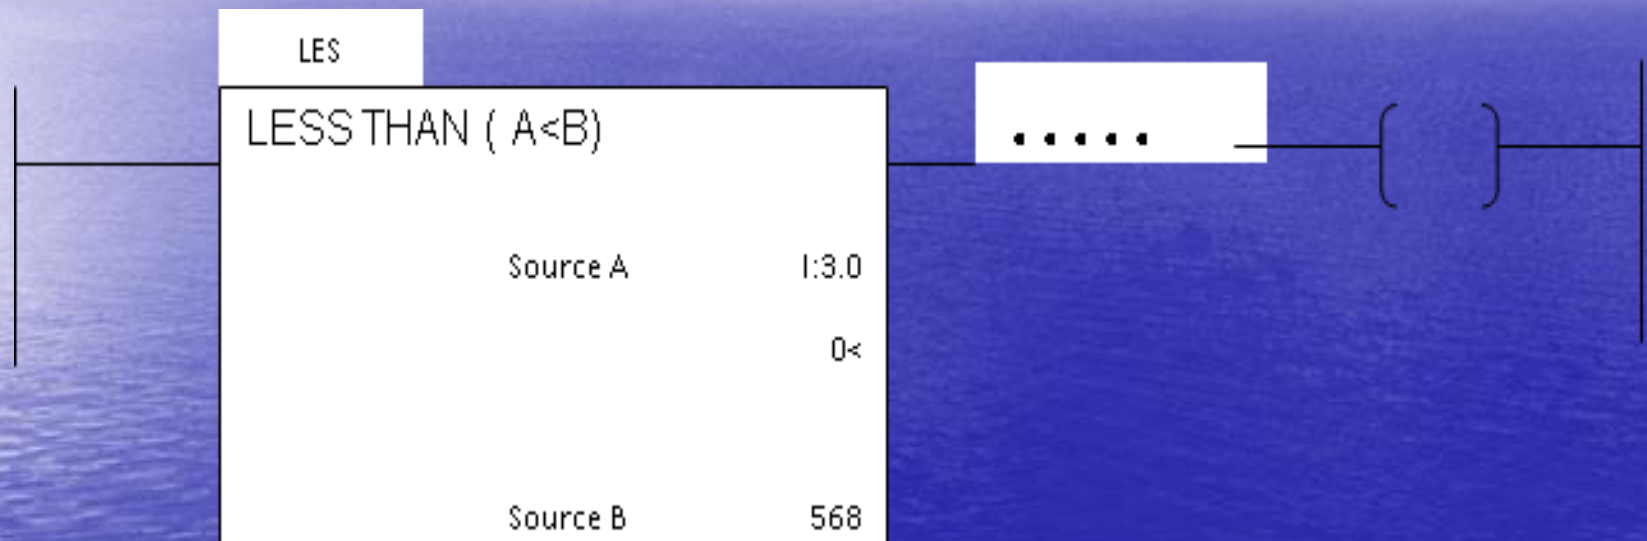 LES
LESS THAN ( A<B)
.....
Source A I:3.0
0<
Source B 568